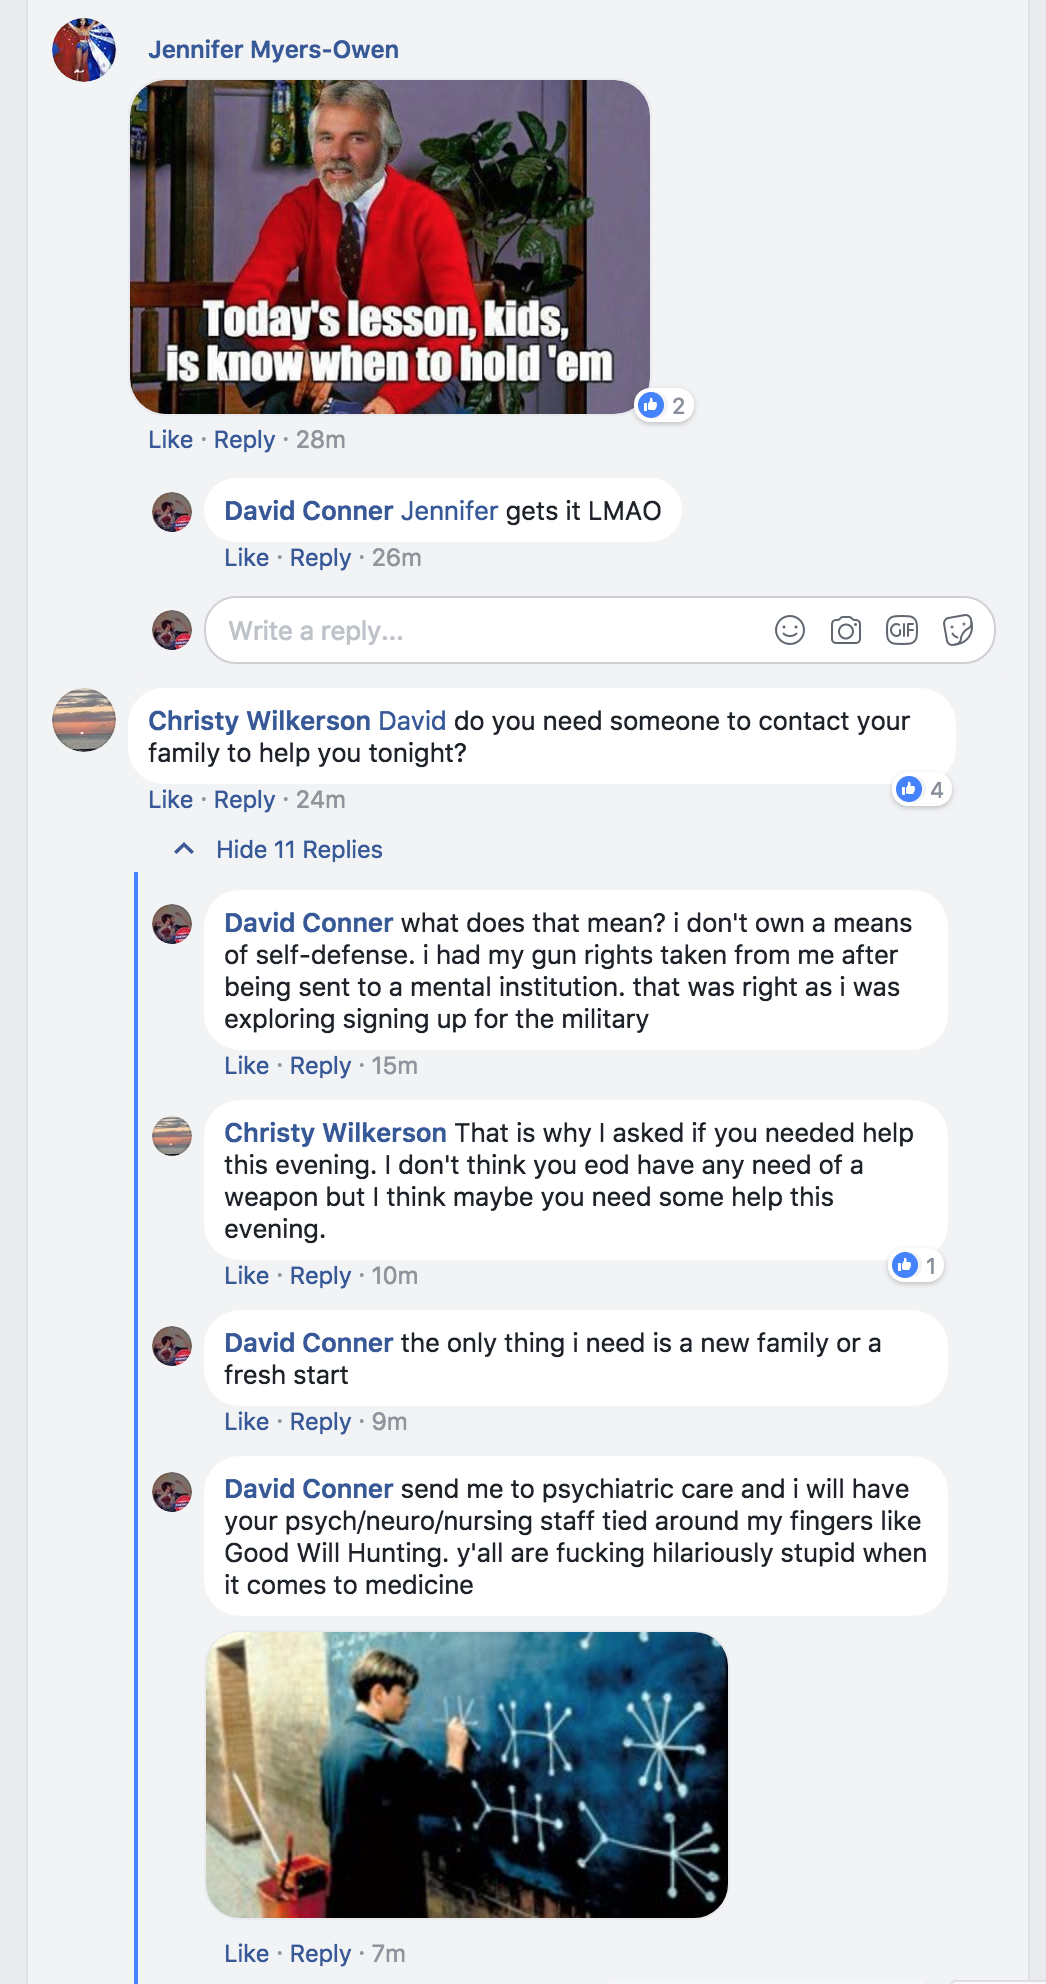 Jennifer Myers-Owen
Today's lesson, kids,
is know when to hold 'em
2
Like · Reply · 28m
David Conner Jennifer gets it LMAO
Like · Reply · 26m
Write a reply...
GIF
Christy Wilkerson David do you need someone to contact your
family to help you tonight?
4
Like · Reply · 24m
Hide 11 Replies
David Conner what does that mean? i don't own a means
of self-defense. i had my gun rights taken from me after
being sent to a mental institution. that was right as i was
exploring signing up for the military
Like · Reply · 15m
Christy Wilkerson That is why I asked if you needed help
this evening. I don't think you eod have any need of a
weapon but I think maybe you need some help this
evening.
1
Like · Reply · 10m
David Conner the only thing i need is a new family or a
fresh start
Like · Reply · 9m
David Conner send me to psychiatric care and i will have
your psych/neuro/nursing staff tied around my fingers like
Good Will Hunting. y'all are fucking hilariously stupid when
it comes to medicine
Like · Reply · 7m